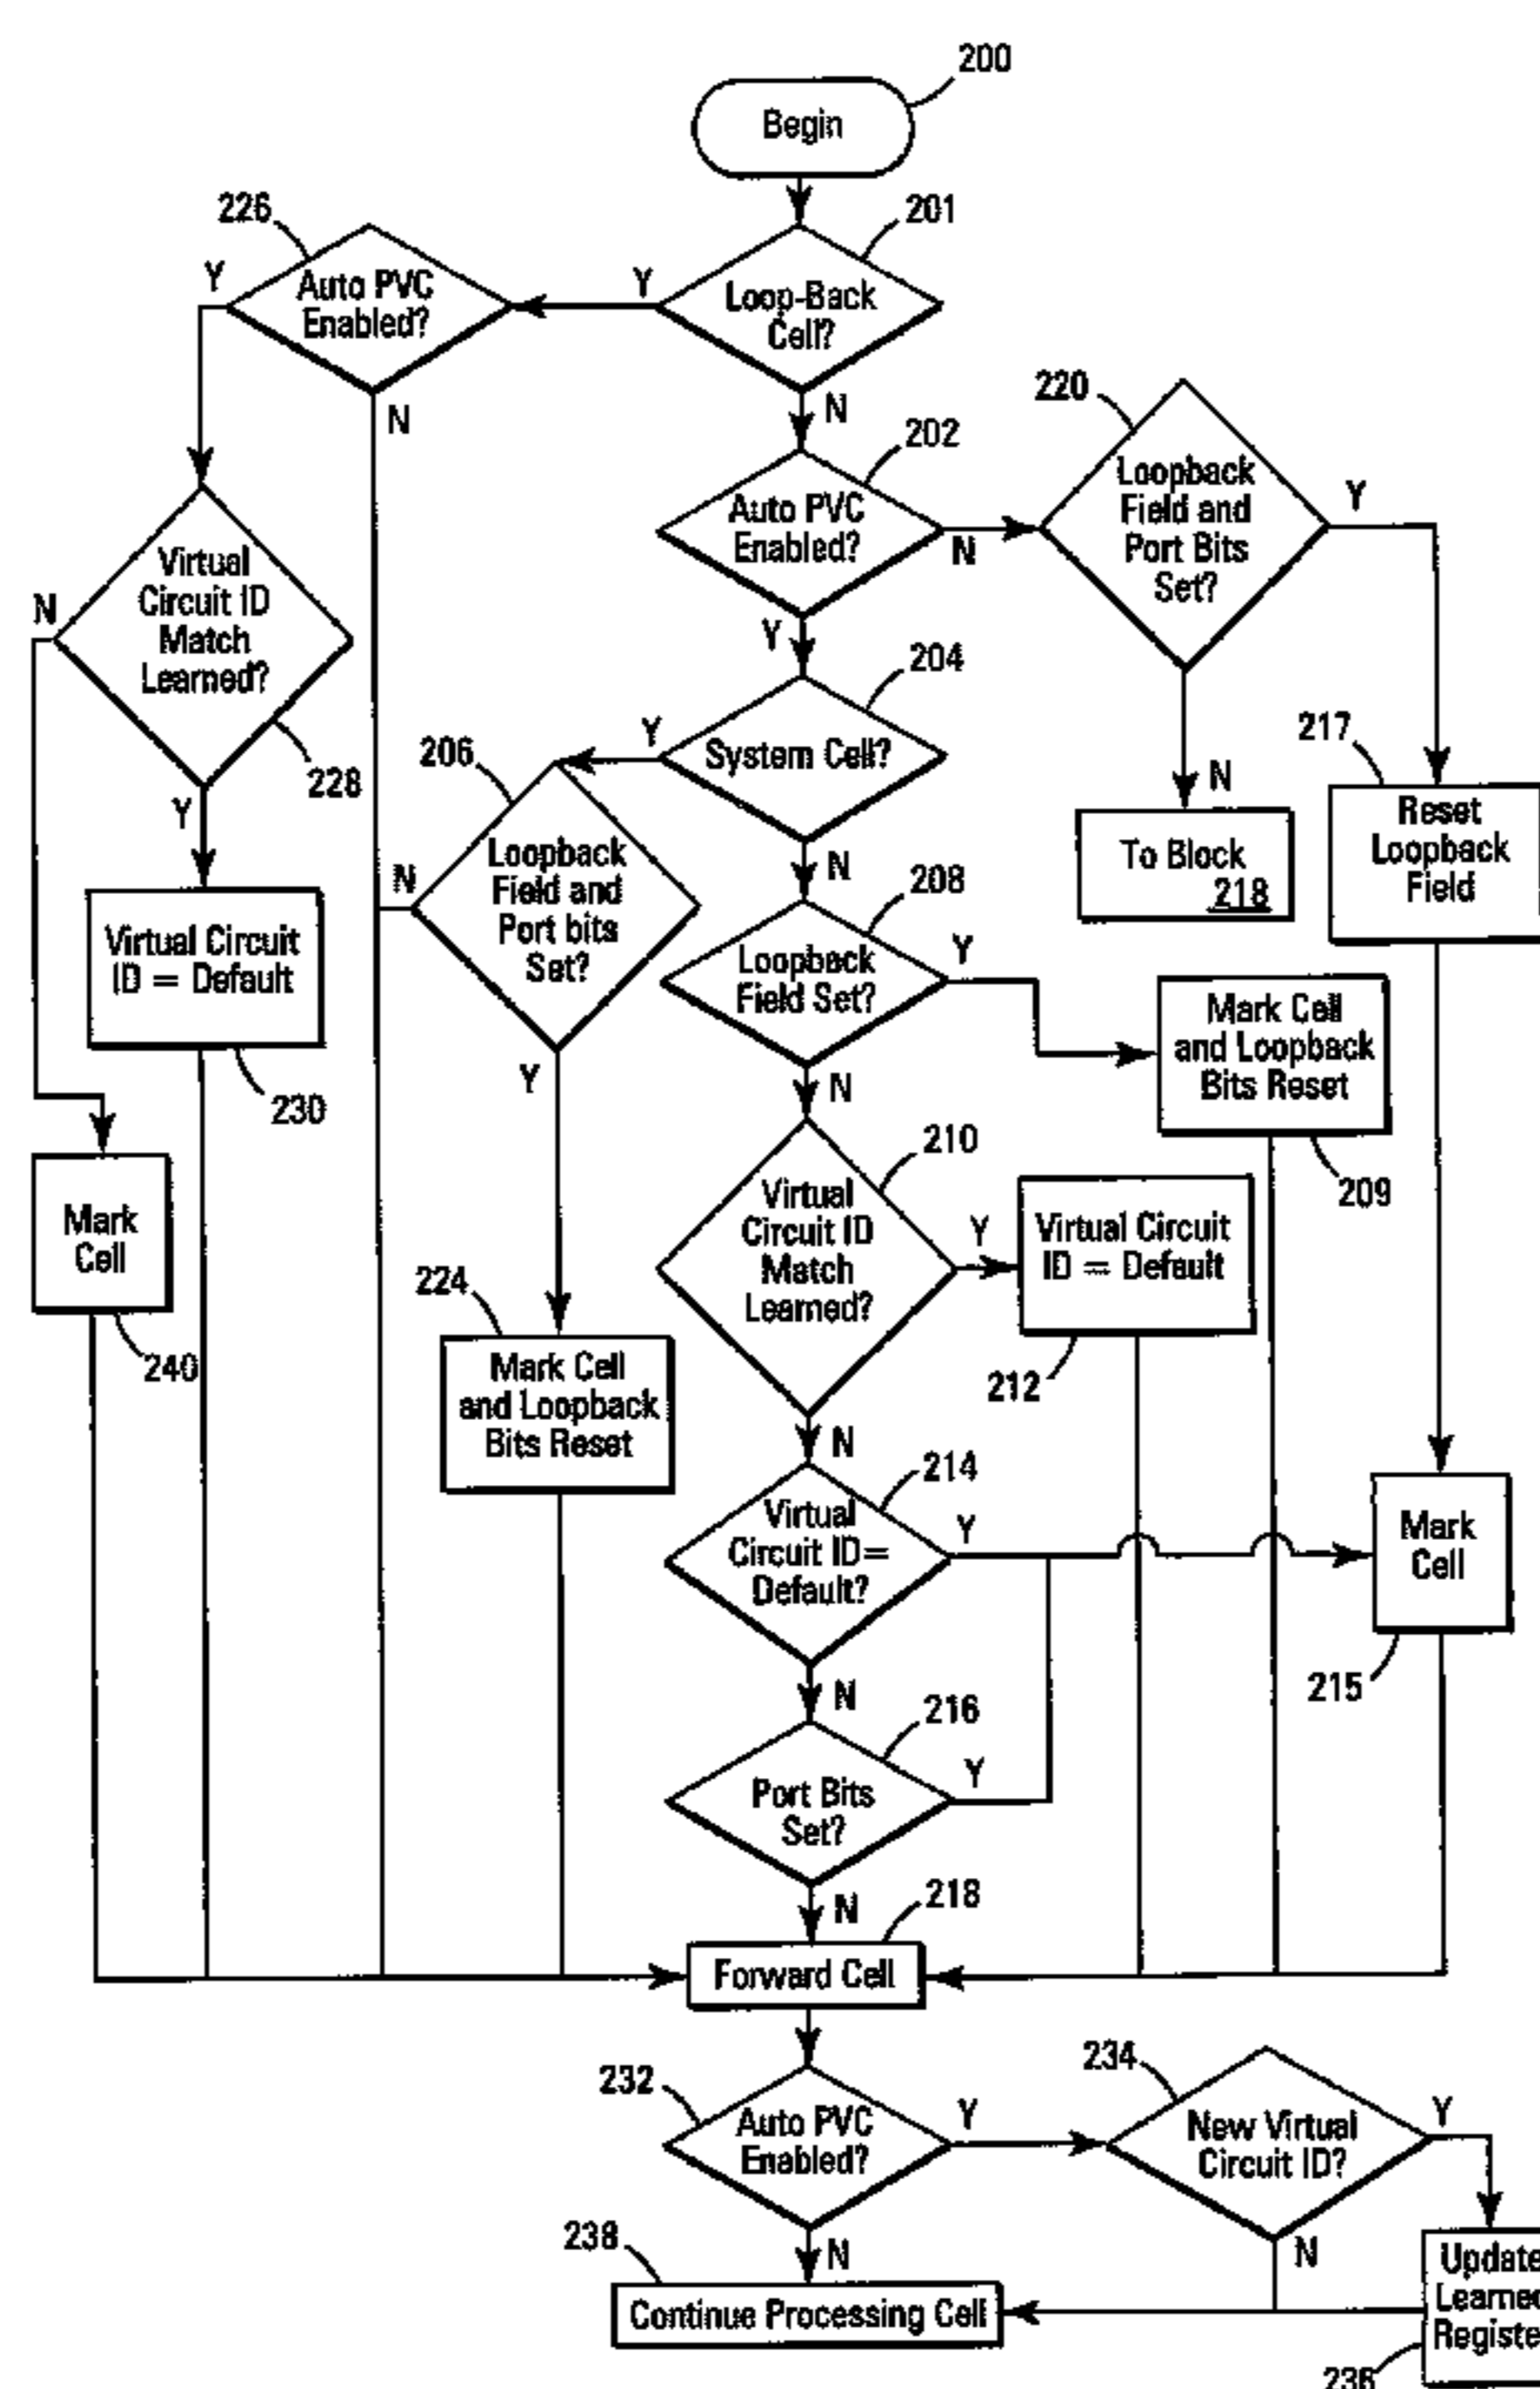 200
Begin
226
201
Y
Auto PVC
Enabled?
Y
Loop-Back
Cell?
N
N
220
202
Loopback
Field and
Port Bits
Set?
Y
Auto PVC
Enabled?
N
Virtual
Circuit ID
Match
Learned?
N
Y
204
228
206
Y
System Cell?
217
Y
N
Reset
Loopback
Field
To Block
218
Loopback
Field and
Port bits
Set?
N
N
208
Virtual Circuit
ID = Default
Loopback
Field Set?
Y
Mark Cell
and Loopback
Bits Reset
230
Y
N
210
209
Mark
Cell
Virtual
Circuit ID
Match
Learned?
Y
Virtual Circuit
ID = Default
240
224
212
Mark Cell
and Loopback
Bits Reset
N
214
Virtual
Circuit ID=
Default?
Y
Mark
Cell
N
215
216
Port Bits
Set?
Y
N
218
Forward Cell
232
234
Auto PVC
Enabled?
Y
New Virtual
Circuit ID?
Y
238
N
N
Continue Processing Cell
Update
Learned
Registe
236